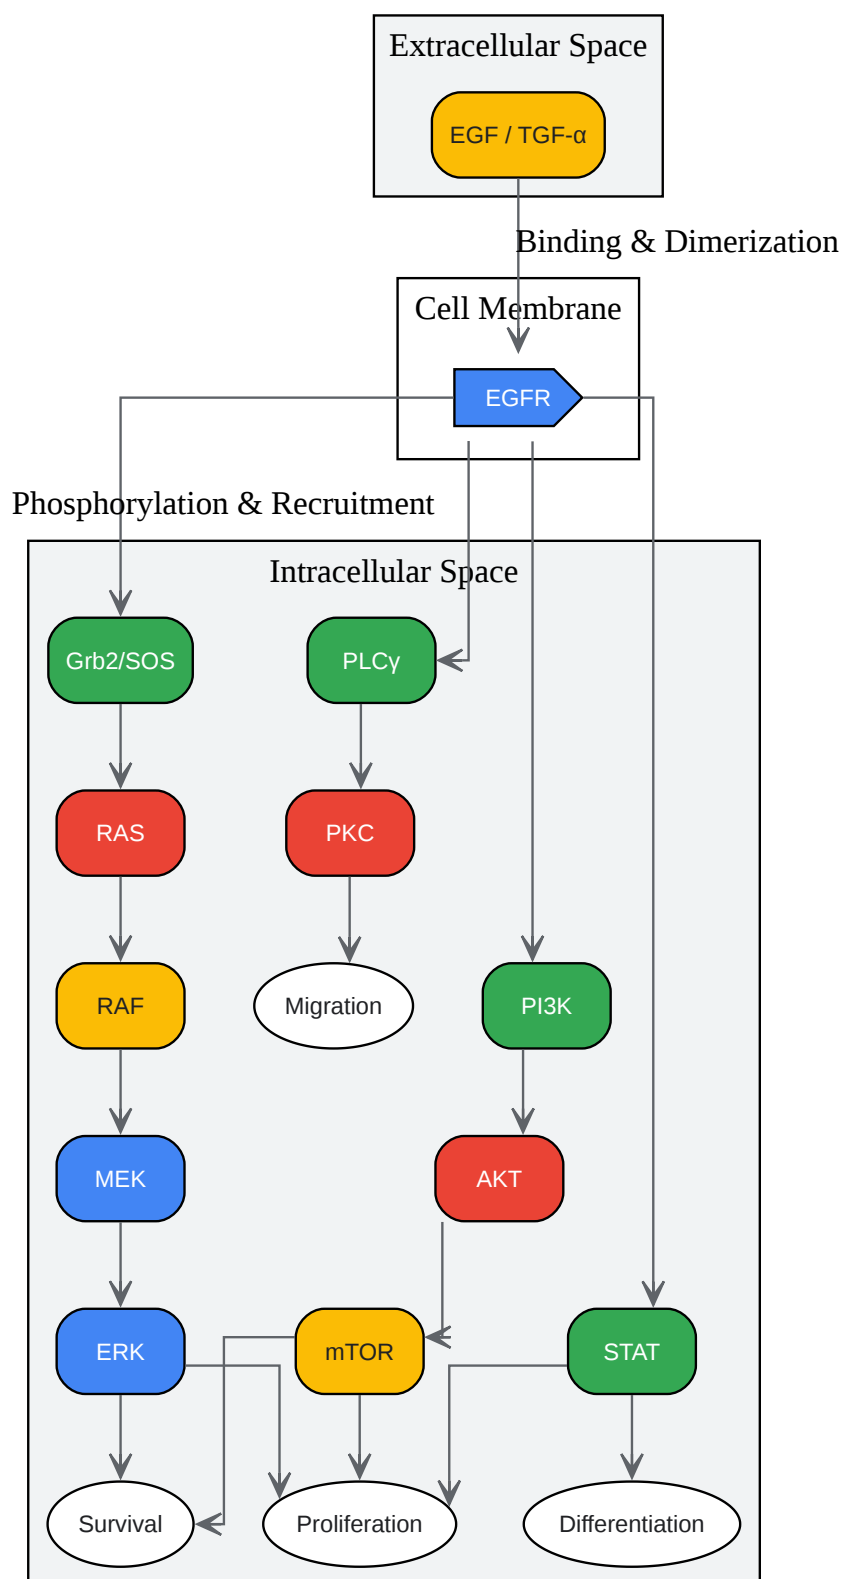 Extracellular Space
EGF / TGF-α
Binding & Dimerization
Cell Membrane
EGFR
Phosphorylation & Recruitment
Intracellular Space
Grb2/SOS
PLCγ
RAS
PKC
RAF
Migration
PI3K
MEK
AKT
ERK
mTOR
STAT
Survival
Proliferation
Differentiation